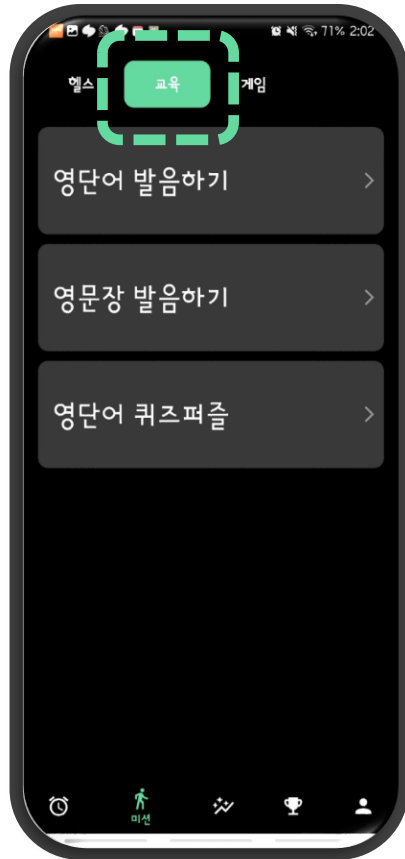 71% 2:02
헬스 교육 게임
영단어 발음하기
영문장 발음하기
영단어 퀴즈퍼즐
미션